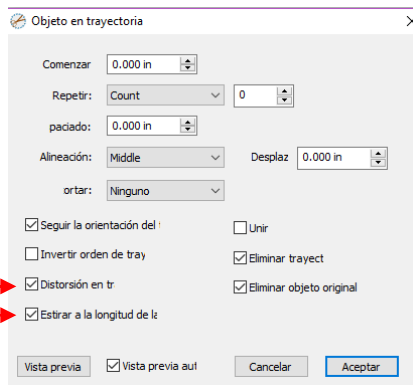 Objeto en trayectoria
Comenzar 0.000 in
Repetir: Count 0
paciado: 0.000 in
Alineación: Middle Desplaz 0.000 in
ortar: Ninguno
Seguir la orientación del
Unir
Invertir orden de tray
Eliminar trayect
Distorsión en tr
Eliminar objeto original
Estirar a la longitud de la
Vista previa Vista previa aut Cancelar Aceptar